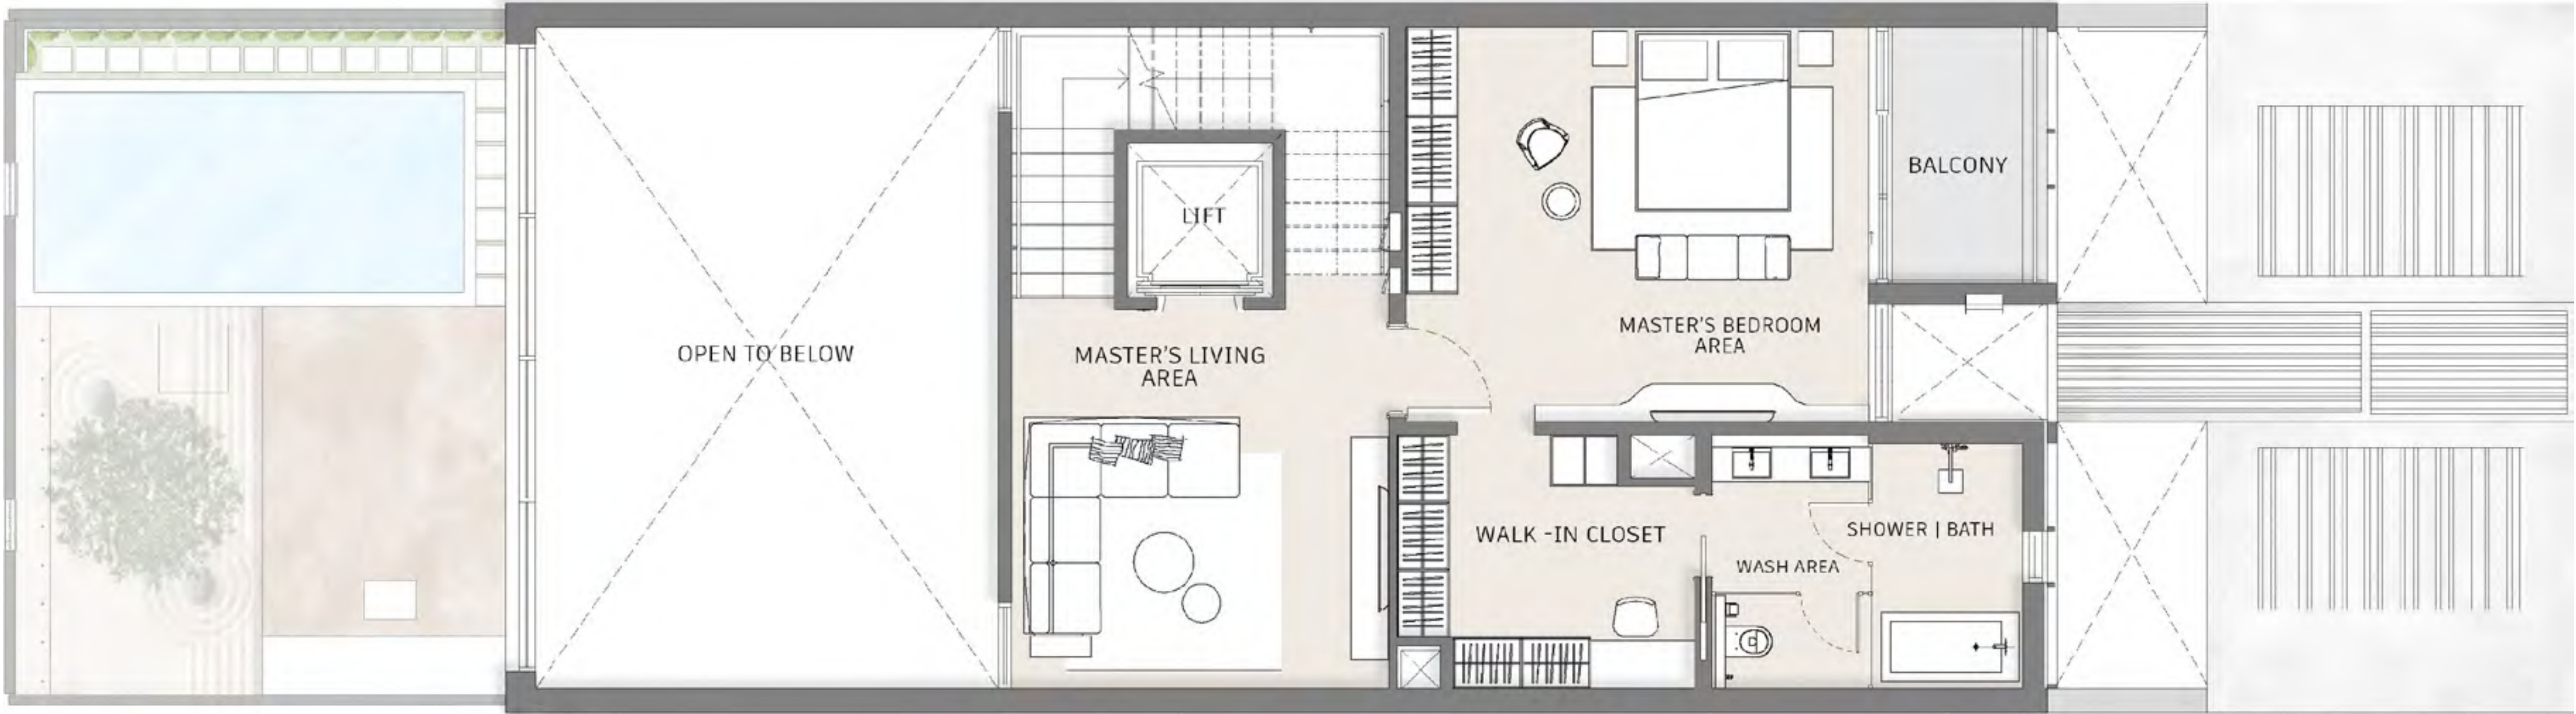 OPEN TO BELOW
LIFT
MASTER'S LIVING
AREA
MASTER'S BEDROOM
AREA
BALCONY
WALK -IN CLOSET
WASH AREA
SHOWER | BATH